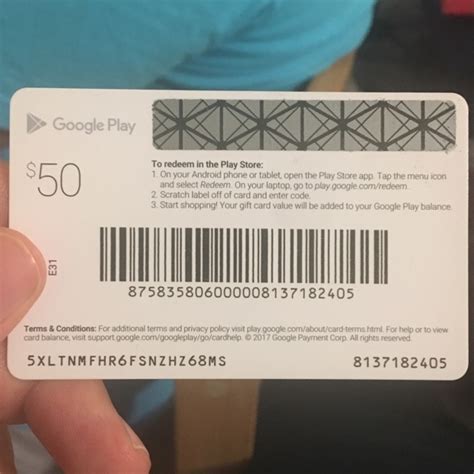 Google Play
$50
To redeem in the Play Store:
1. On your Android phone or tablet, open the Play Store app. Tap the menu icon
and select Redeem. On your laptop, go to play.google.com/redeem.
2. Scratch label off of card and enter code.
3. Start shopping! Your gift card value will be added to your Google Play balance.
E31
875835806000008137182405
Terms & Conditions: For additional terms and privacy policy visit play.google.com/about/card-terms.html. For help or to view
card balance, visit support.google.com/googleplay/go/cardhelp. © 2017 Google Payment Corp. All rights reserved.
5XLTNMFHR6FSNZHZ68MS
8137182405